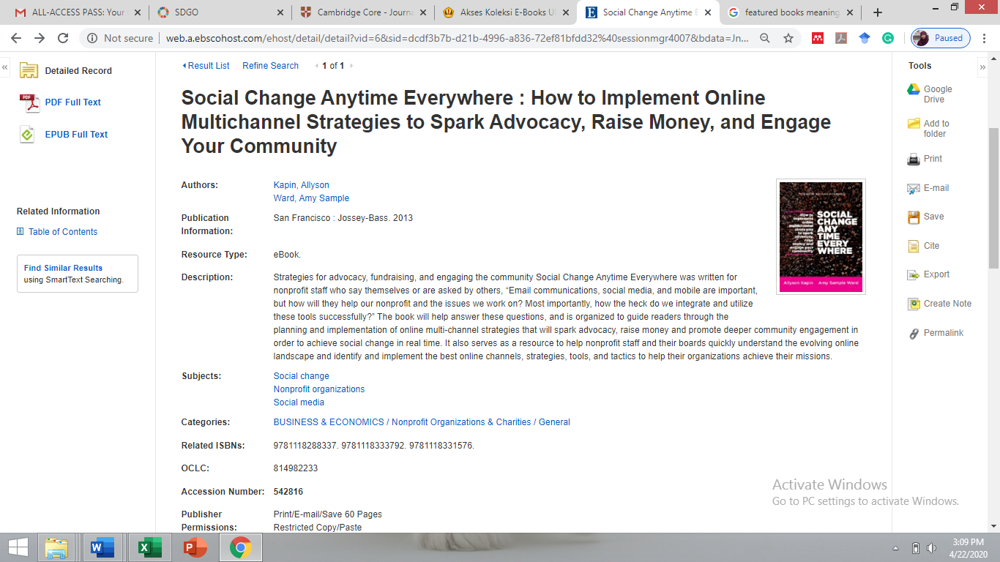 ALL-ACCESS PASS: Your
SDGO
Cambridge Core - Journa
Akses Koleksi E-Books U
Social Change Anytime E
featured books meaning
Not secure
web.a.ebscohost.com/ehost/detail/detail?vid=6&sid=dcdf3b7b-d21b-4996-a836-72ef81bfdd32%40sessionmgr4007&bdata=Jn...
Paused
Detailed Record
PDF Full Text
EPUB Full Text
Related Information
Table of Contents
Find Similar Results
using SmartText Searching.
Result List Refine Search 1 of 1
Social Change Anytime Everywhere : How to Implement Online
Multichannel Strategies to Spark Advocacy, Raise Money, and Engage
Your Community
Authors: Kapin, Allyson
Ward, Amy Sample
Publication San Francisco : Jossey-Bass. 2013
Information:
Resource Type: eBook.
Description: Strategies for advocacy, fundraising, and engaging the community Social Change Anytime Everywhere was written for
nonprofit staff who say themselves or are asked by others, “Email communications, social media, and mobile are important,
but how will they help our nonprofit and the issues we work on? Most importantly, how the heck do we integrate and utilize
these tools successfully?” The book will help answer these questions, and is organized to guide readers through the
planning and implementation of online multi-channel strategies that will spark advocacy, raise money and promote deeper community engagement in
order to achieve social change in real time. It also serves as a resource to help nonprofit staff and their boards quickly understand the evolving online
landscape and identify and implement the best online channels, strategies, tools, and tactics to help their organizations achieve their missions.
Subjects: Social change
Nonprofit organizations
Social media
Categories: BUSINESS & ECONOMICS / Nonprofit Organizations & Charities / General
Related ISBNs: 9781118288337. 9781118333792. 9781118331576.
OCLC: 814982233
Accession Number: 542816
Publisher Print/E-mail/Save 60 Pages
Permissions: Restricted Copy/Paste
How to
implement
online
multichannel
strategies
to spark
advocacy,
raise
money and
engage your
community
SOCIAL
CHANGE
ANY
TIME
EVERY
WHERE
Allyson Kapin Amy Sample Ward
Tools
Google
Drive
Add to
folder
Print
E-mail
Save
Cite
Export
Create Note
Permalink
Activate Windows
Go to PC settings to activate Windows.
3:09 PM
4/22/2020